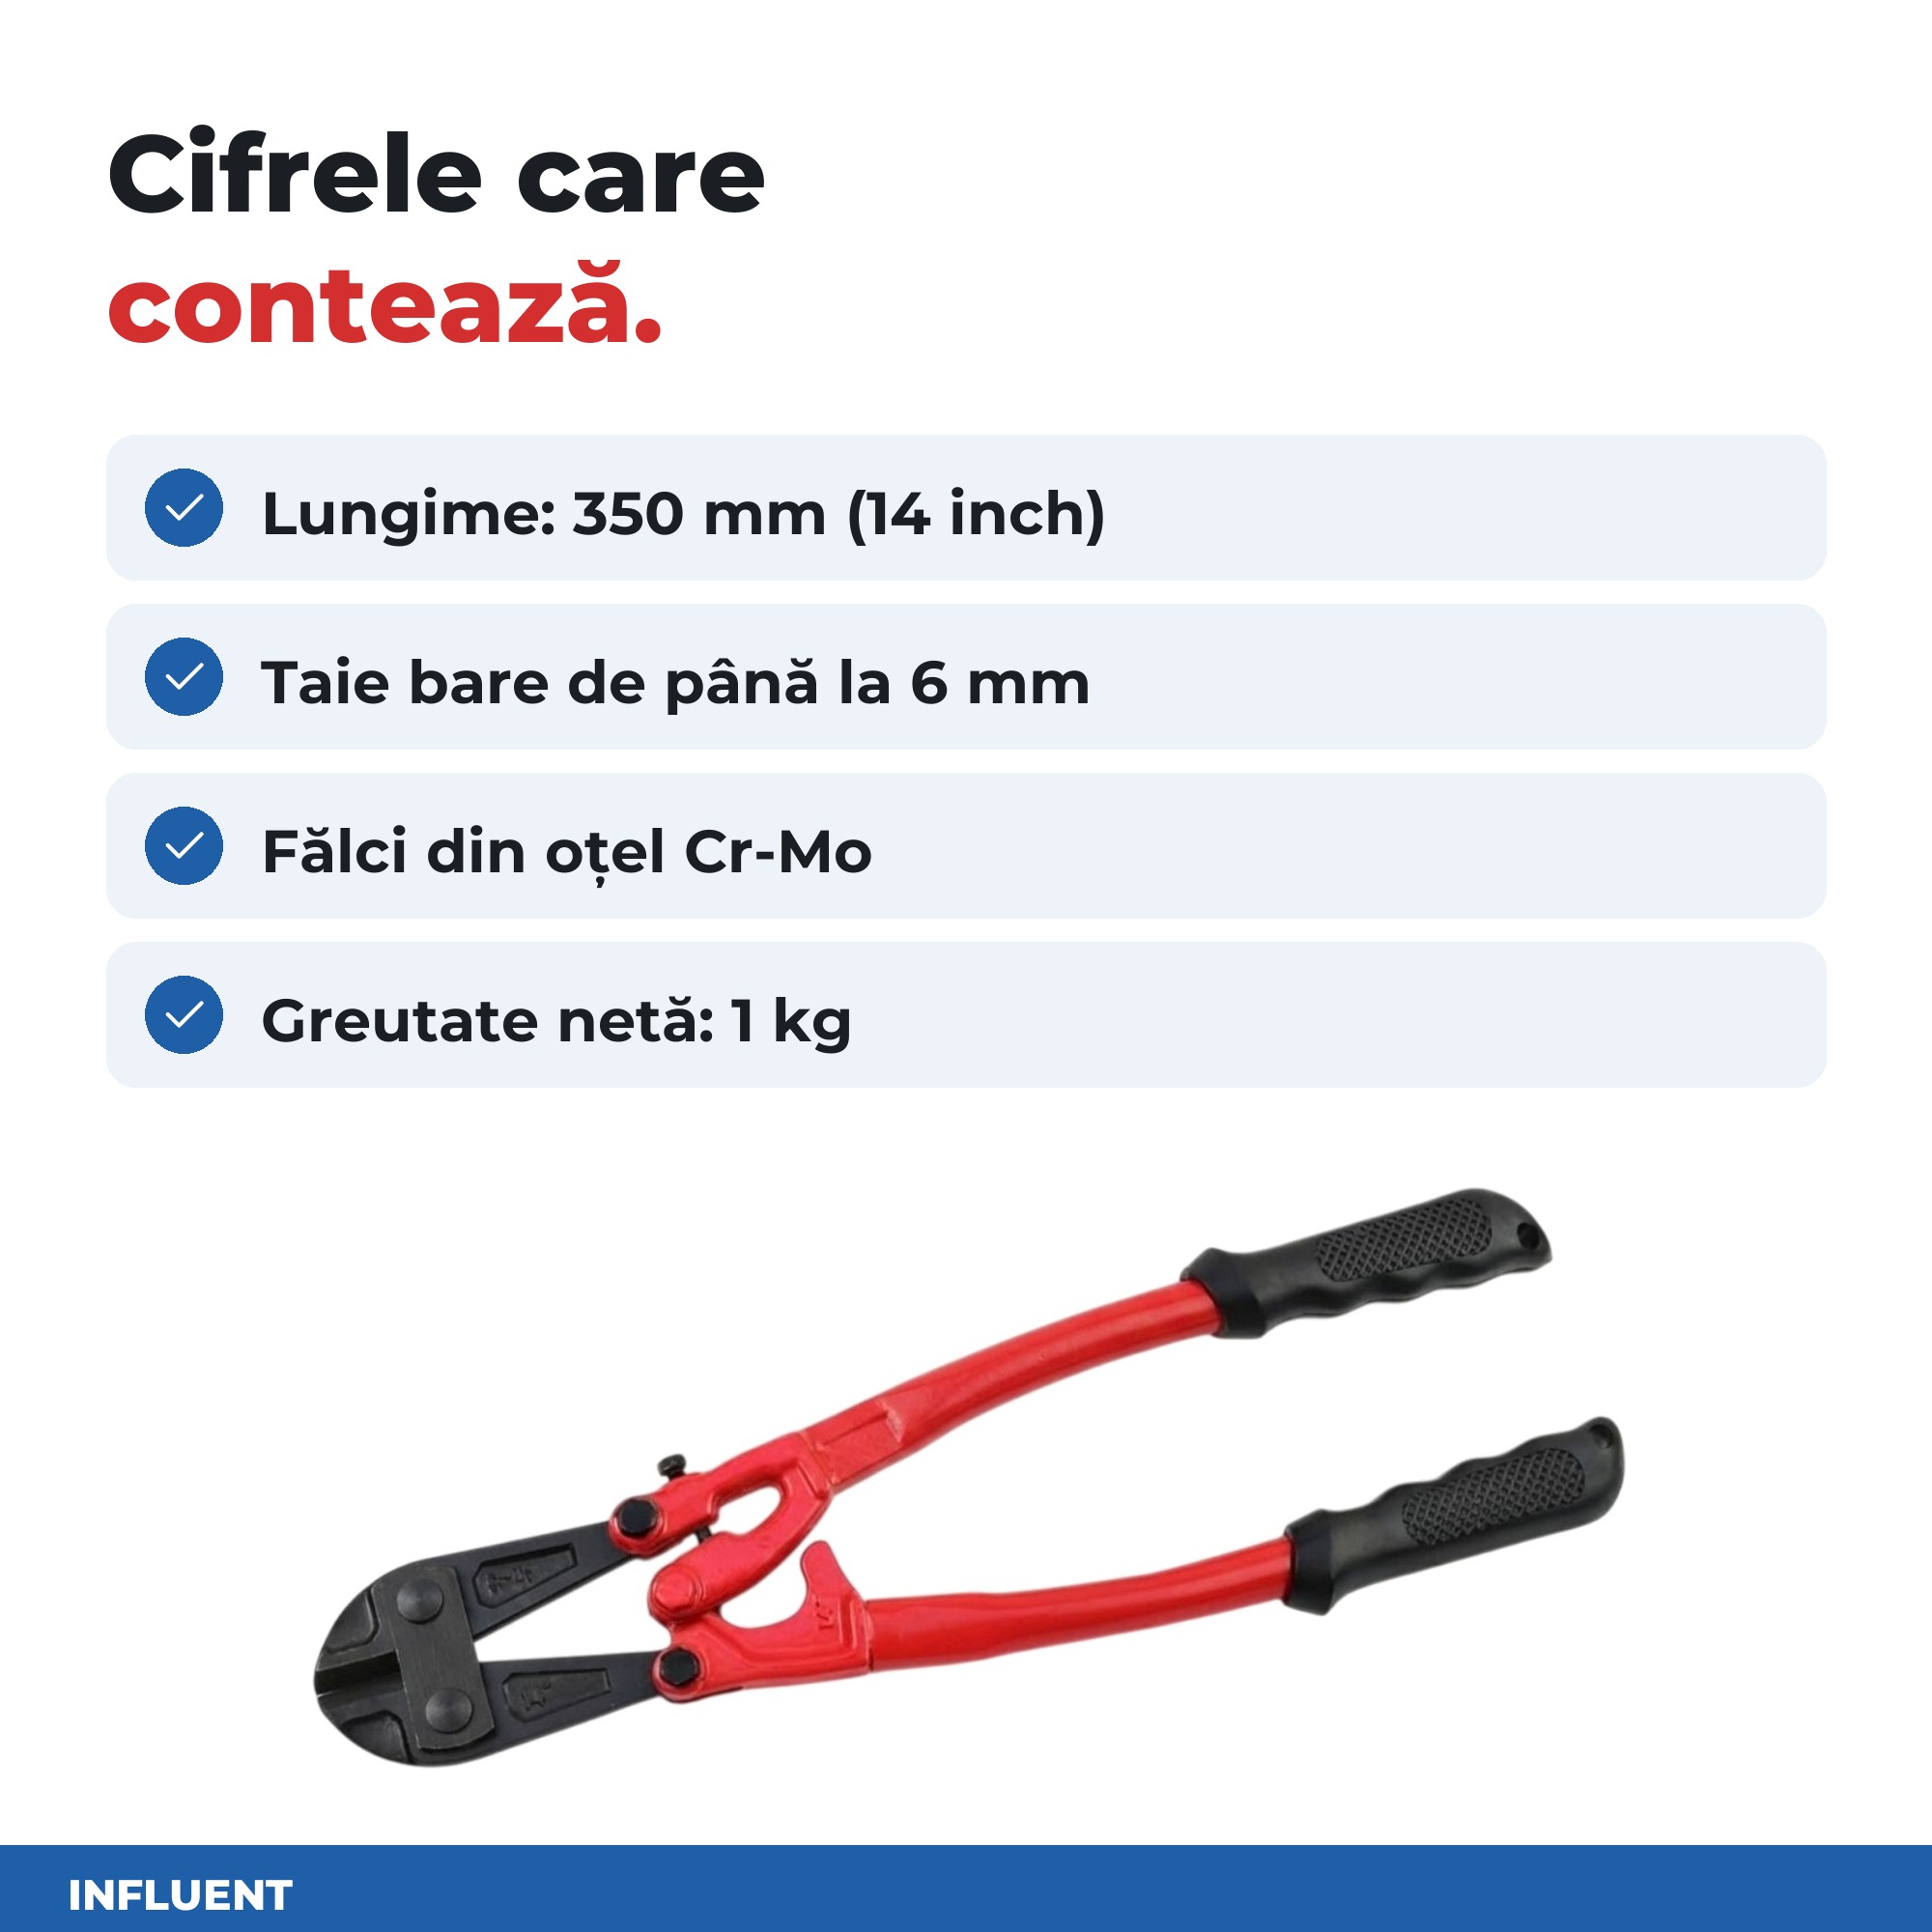 Cifrele care
contează.
Lungime: 350 mm (14 inch)
Taie bare de până la 6 mm
Fălci din oțel Cr-Mo
Greutate netă: 1 kg
INFLUENT